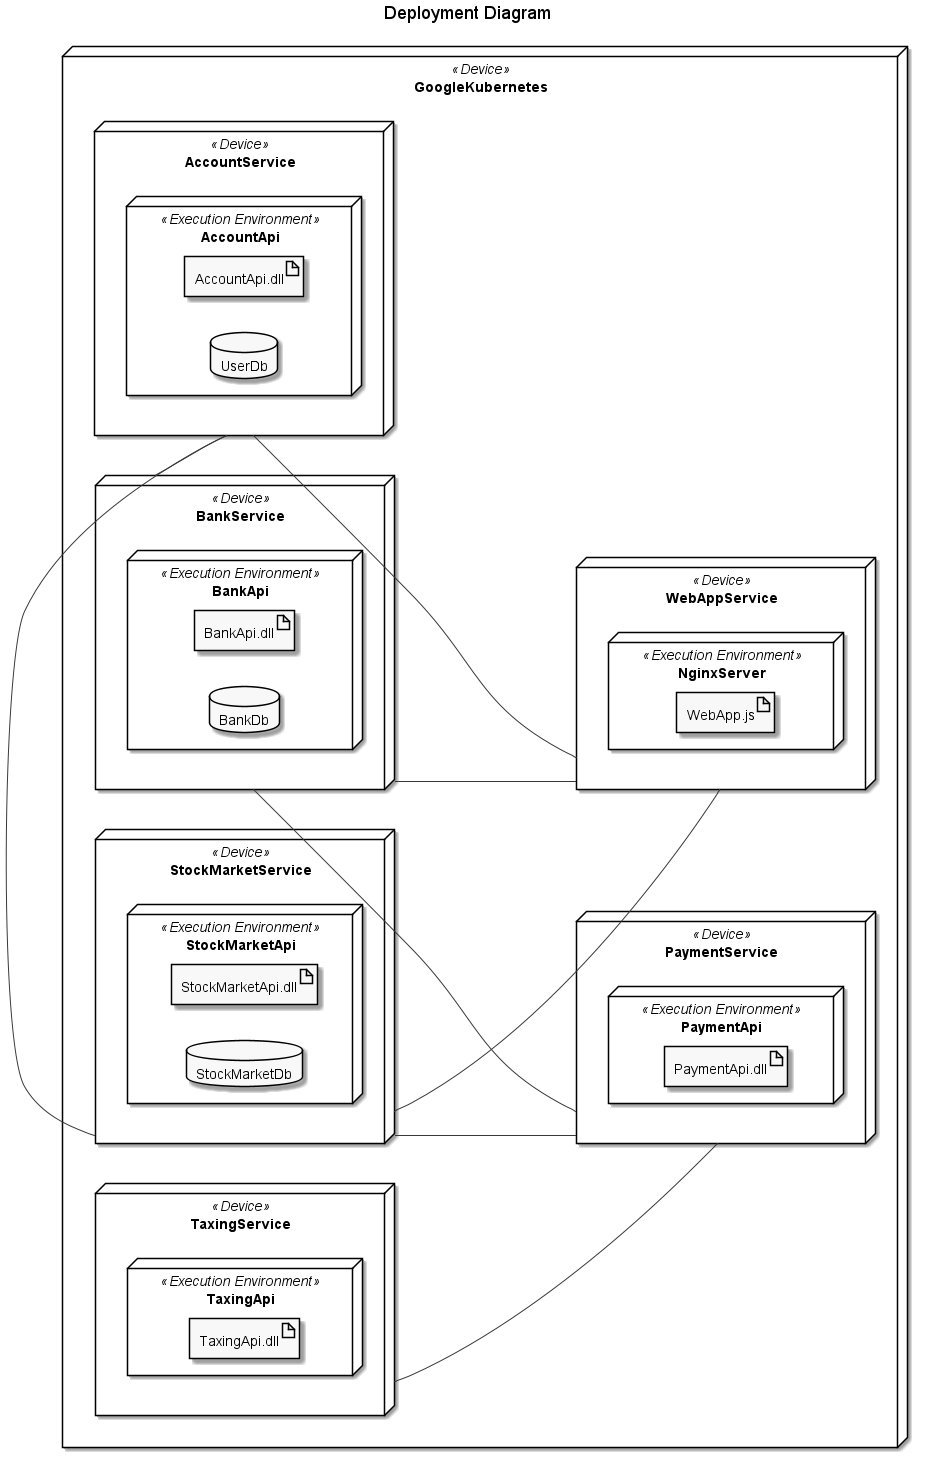 Deployment Diagram
«Device»
GoogleKubernetes
«Device»
AccountService
«Execution Environment»
AccountApi
AccountApi.dll
UserDb
«Device»
BankService
«Execution Environment»
BankApi
BankApi.dll
BankDb
«Device»
WebAppService
«Execution Environment»
NginxServer
WebApp.js
«Device»
StockMarketService
«Execution Environment»
StockMarketApi
StockMarketApi.dll
StockMarketDb
«Device»
PaymentService
«Execution Environment»
PaymentApi
PaymentApi.dll
«Device»
TaxingService
«Execution Environment»
TaxingApi
TaxingApi.dll